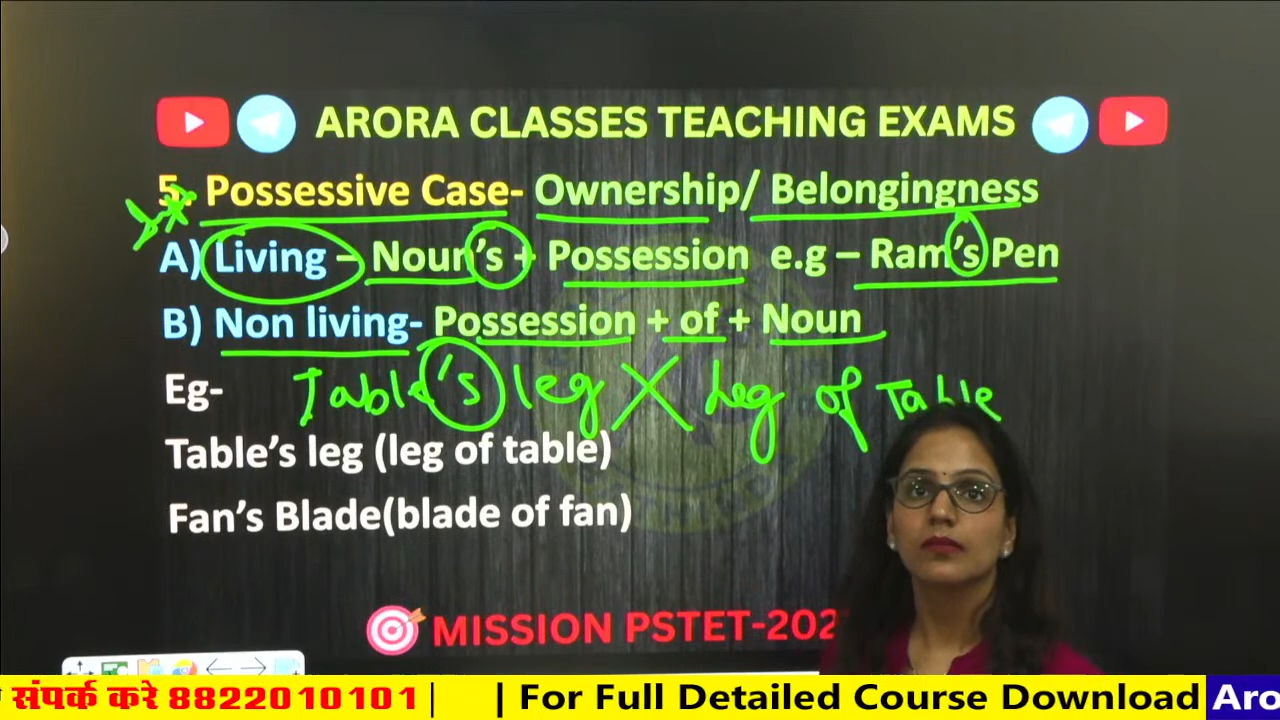 ARORA CLASSES TEACHING EXAMS
5- Possessive Case- Ownership/ Belongingness
A) Living – Noun's + Possession e.g – Ram's Pen
B) Non living- Possession + of + Noun
Eg- Table's leg X Leg of Table
Table's leg (leg of table)
Fan's Blade(blade of fan)
MISSION PSTET-202
संपर्क करे 8822010101 | | For Full Detailed Course Download Aro